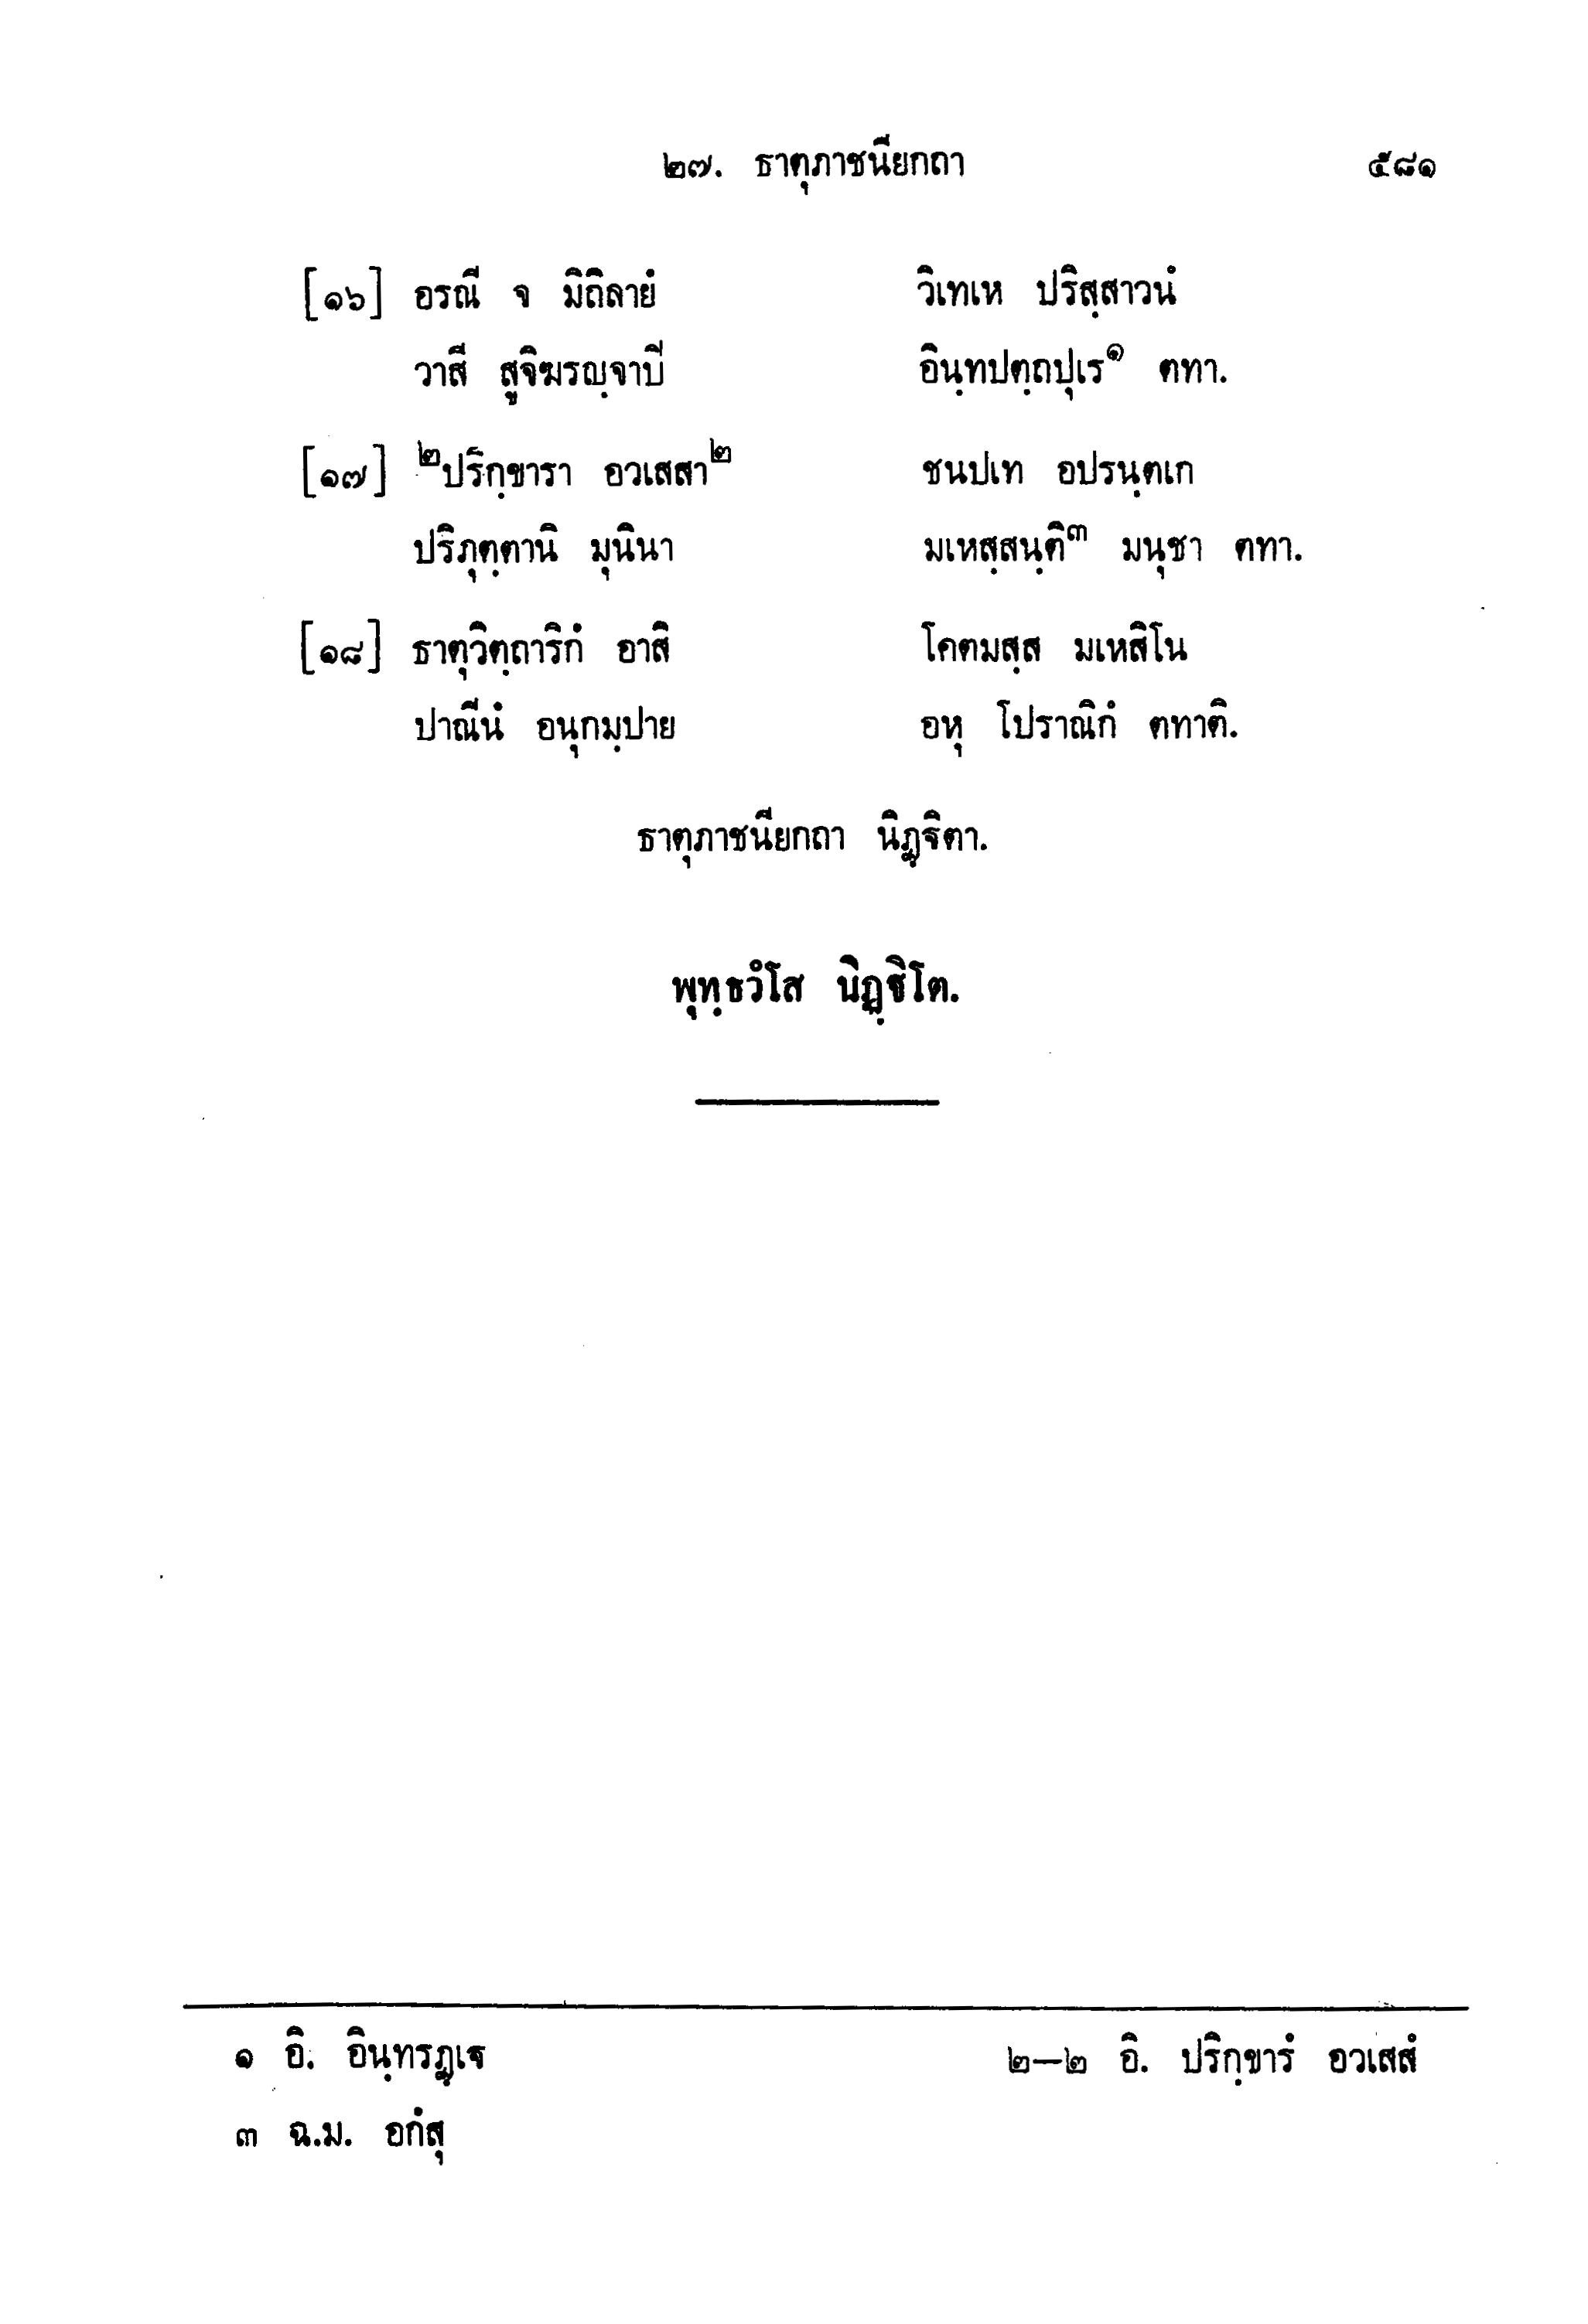 ๒๗. ธาตุภาชนียกถา ๕๘๑
[๑๖] อรณี จ มิถิลายํ วิเทเห ปริสฺสาวนํ
วาสี สูจิฆรญฺจาปิ อินฺทปตฺถปุเร๑ ตทา.
[๑๗] ๒ปริกฺขารา อวเสสา๒ ชนปเท อปรนฺตเก
ปริภุตฺตานิ มุนินา มเหสฺสนฺติ๓ มนุชา ตทา.
[๑๘] ธาตุวิตฺถาริกํ อาสิ โคตมสฺส มเหสิโน
ปาณีนํ อนุกมฺปาย อหุ โปราณิกํ ตทาติ.
ธาตุภาชนียกถา นิฏฺฐิตา.
พุทฺธวํโส นิฏฺฐิโต.
๑ อิ. อินฺทรฏฺเฐ ๒–๒ อิ. ปริกฺขารํ อวเสสํ
๓ ฉ.ม. อกํสุ